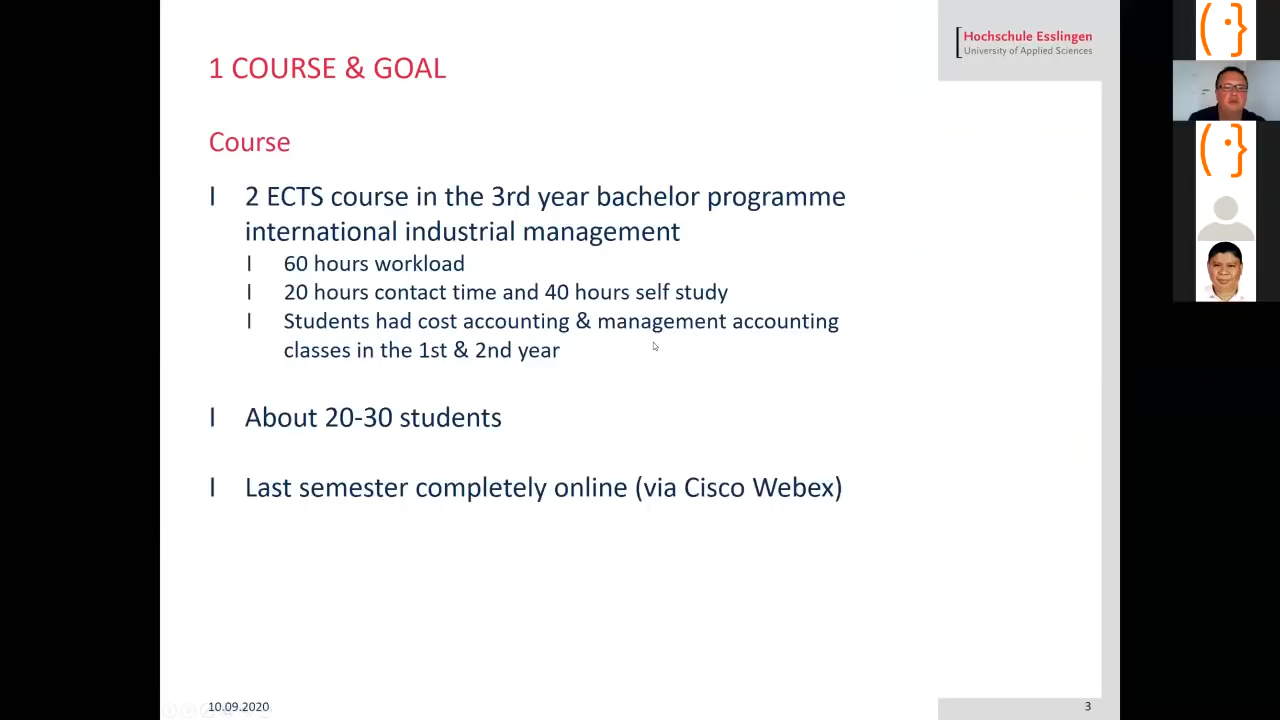 1 COURSE & GOAL
Hochschule Esslingen
University of Applied Sciences
Course
I 2 ECTS course in the 3rd year bachelor programme
international industrial management
I 60 hours workload
I 20 hours contact time and 40 hours self study
I Students had cost accounting & management accounting
classes in the 1st & 2nd year
I About 20-30 students
I Last semester completely online (via Cisco Webex)
10.09.2020
3